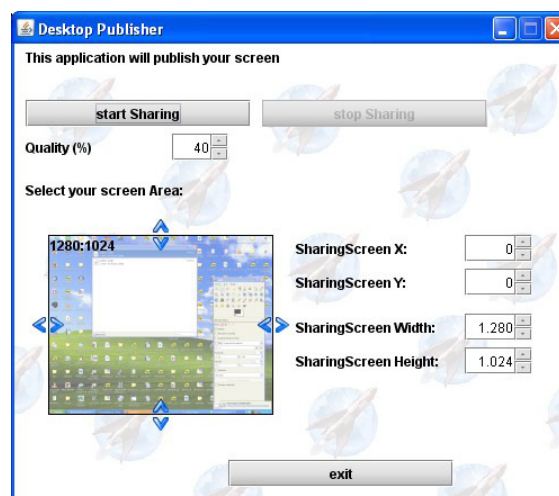 Desktop Publisher
This application will publish your screen
start Sharing
stop Sharing
Quality (%)
40
Select your screen Area:
1280:1024
SharingScreen X:
0
SharingScreen Y:
0
SharingScreen Width:
1.280
SharingScreen Height:
1.024
exit